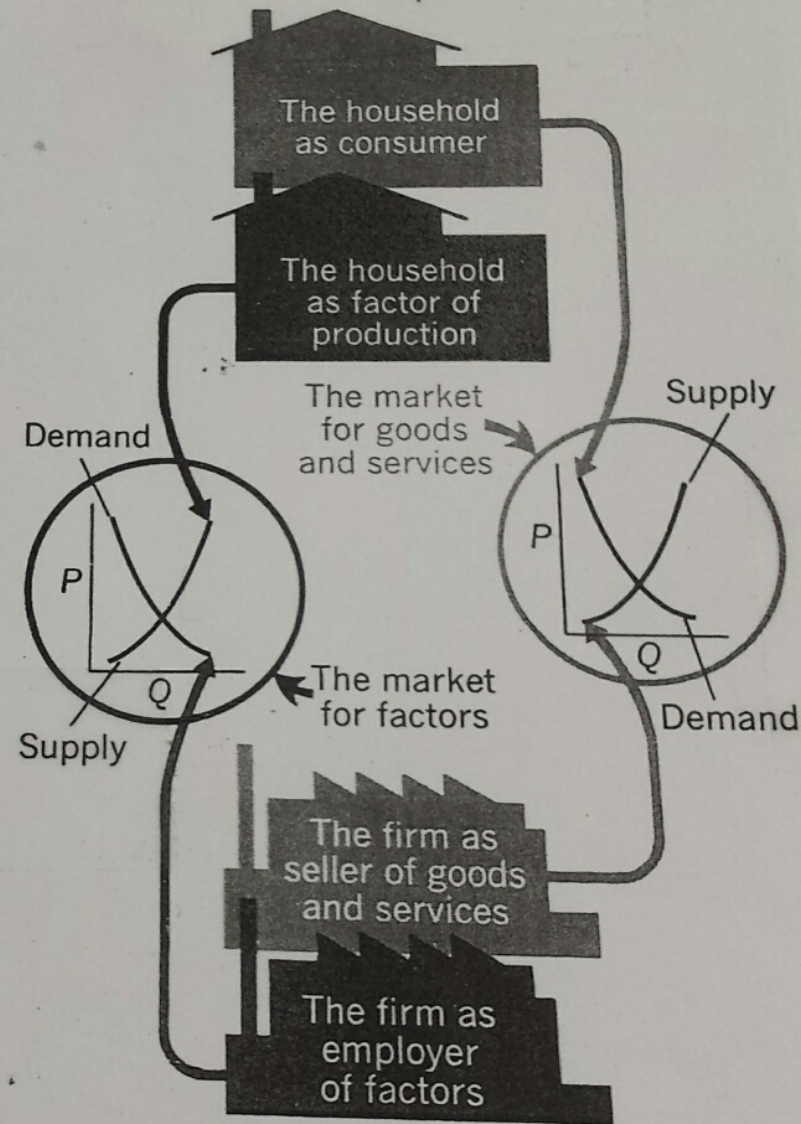 The household
as consumer
The household
as factor of
production
The market
for goods
and services
Supply
Demand
P
Q
Supply
P
Q
Demand
The market
for factors
The firm as
seller of goods
and services
The firm as
employer
of factors